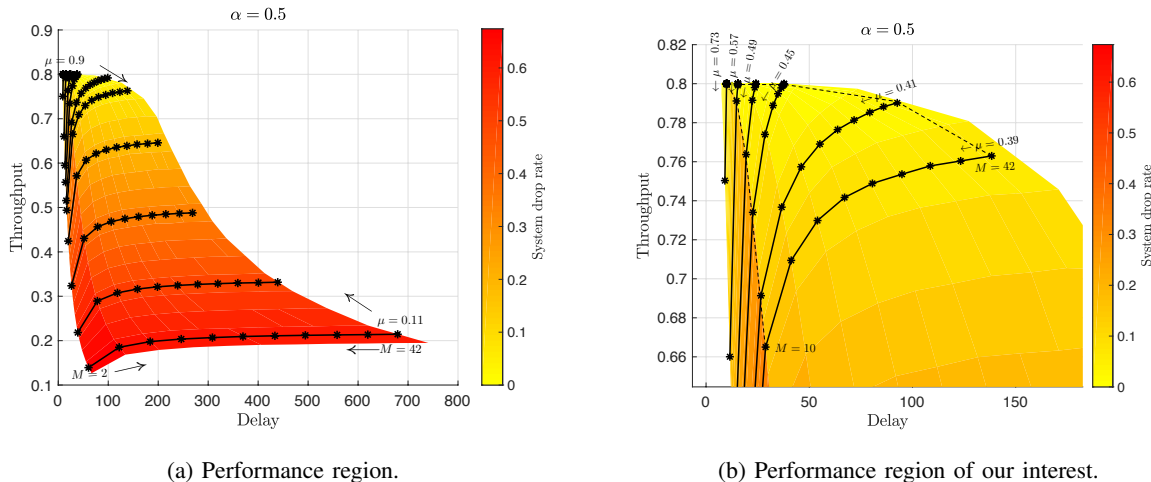 α = 0.5
0.9
0.8
0.7
0.6
0.5
0.4
0.3
0.2
0.1
0 100 200 300 400 500 600 700 800
Throughput
Delay
μ = 0.9
μ = 0.11
M = 42
M = 2
0.6
0.5
0.4
0.3
0.2
0.1
0
System drop rate
(a) Performance region.
α = 0.5
0.82
0.8
0.78
0.76
0.74
0.72
0.7
0.68
0.66
0 50 100 150
Throughput
Delay
← μ = 0.73
← μ = 0.57
← μ = 0.49
← μ = 0.45
← μ = 0.41
← μ = 0.39
M = 42
M = 10
0.6
0.5
0.4
0.3
0.2
0.1
0
System drop rate
(b) Performance region of our interest.